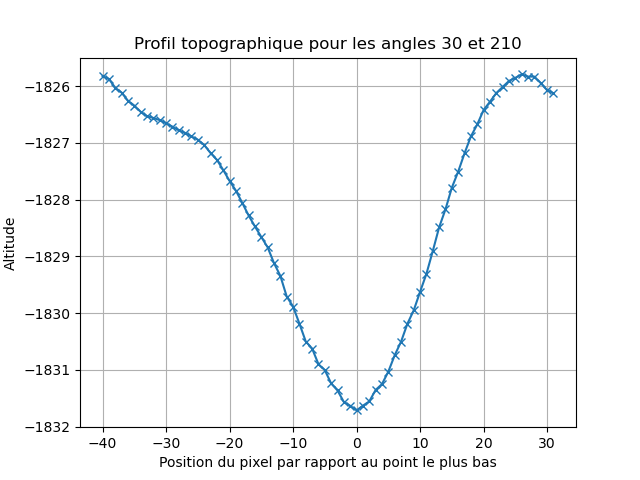 Profil topographique pour les angles 30 et 210
Altitude
−1826
−1827
−1828
−1829
−1830
−1831
−1832
−40 −30 −20 −10 0 10 20 30
Position du pixel par rapport au point le plus bas